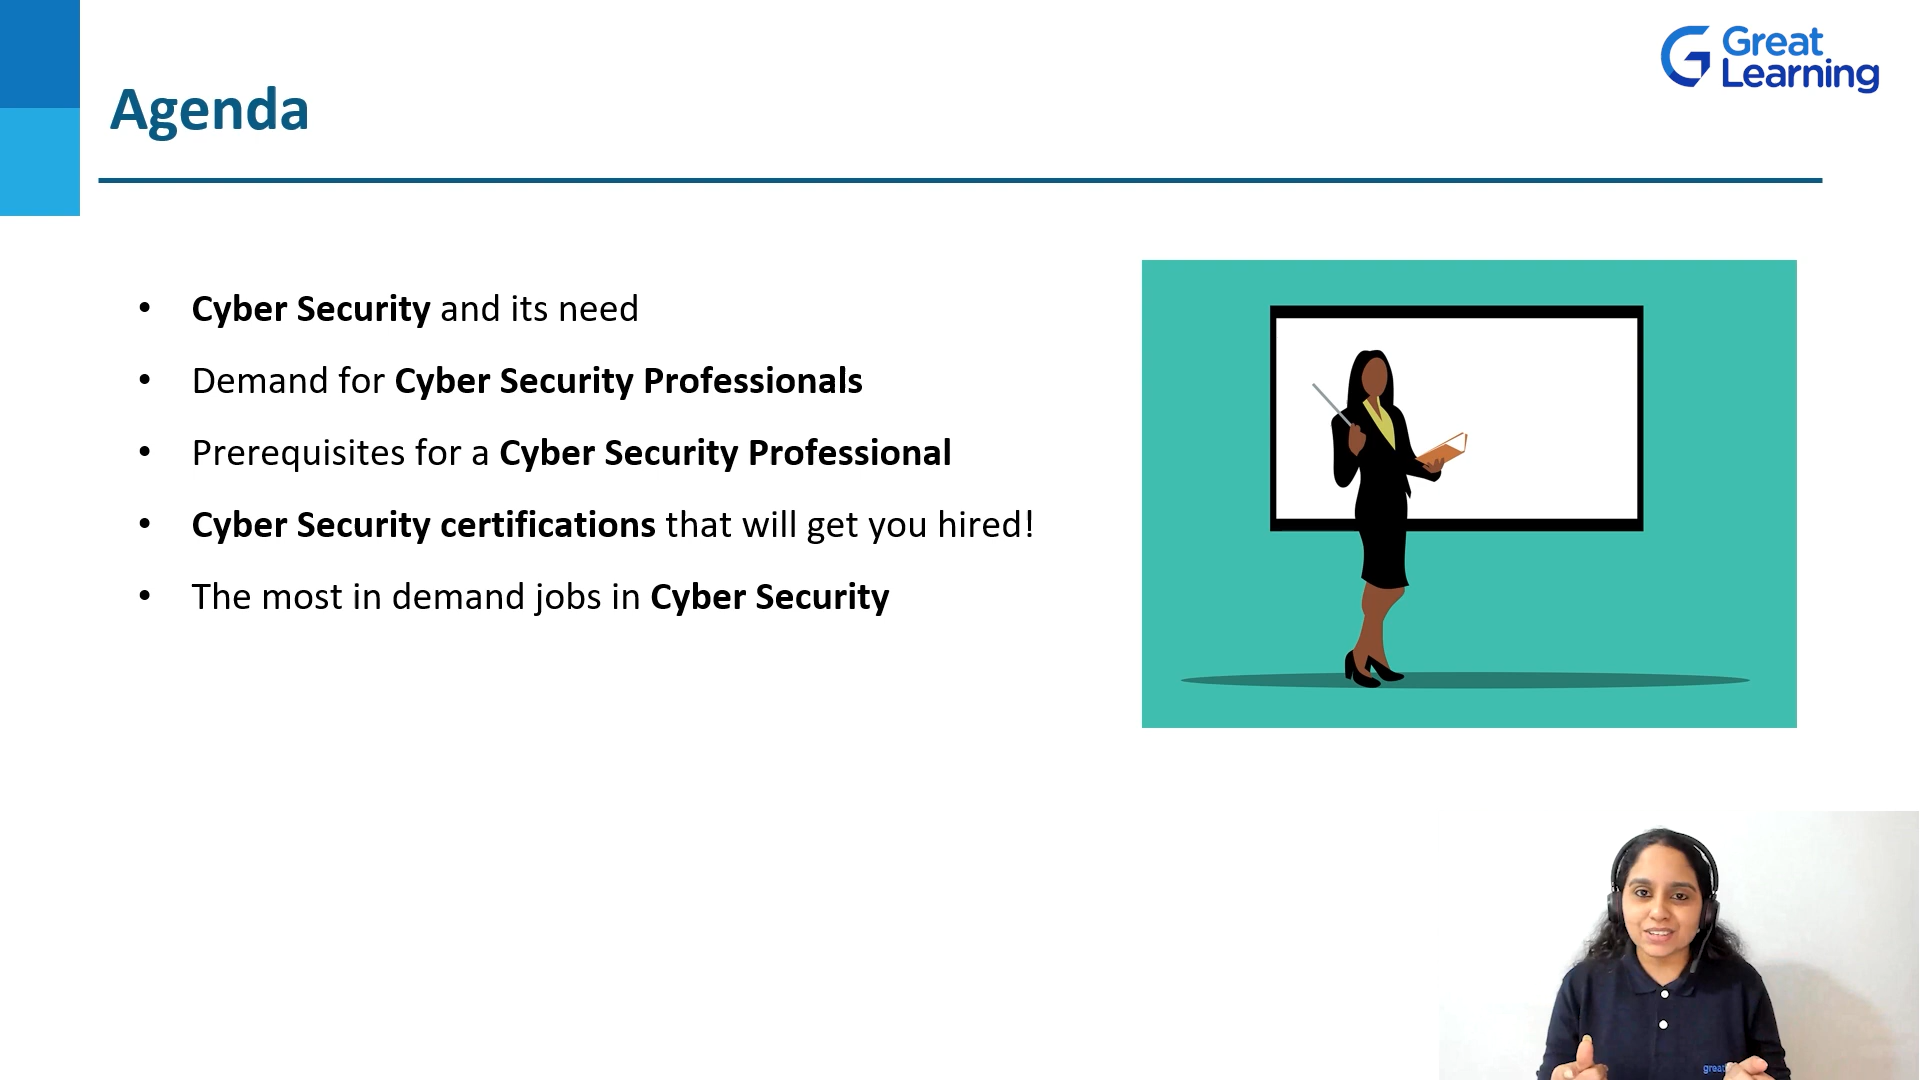 Great
Learning
Agenda
• Cyber Security and its need
• Demand for Cyber Security Professionals
• Prerequisites for a Cyber Security Professional
• Cyber Security certifications that will get you hired!
• The most in demand jobs in Cyber Security
great